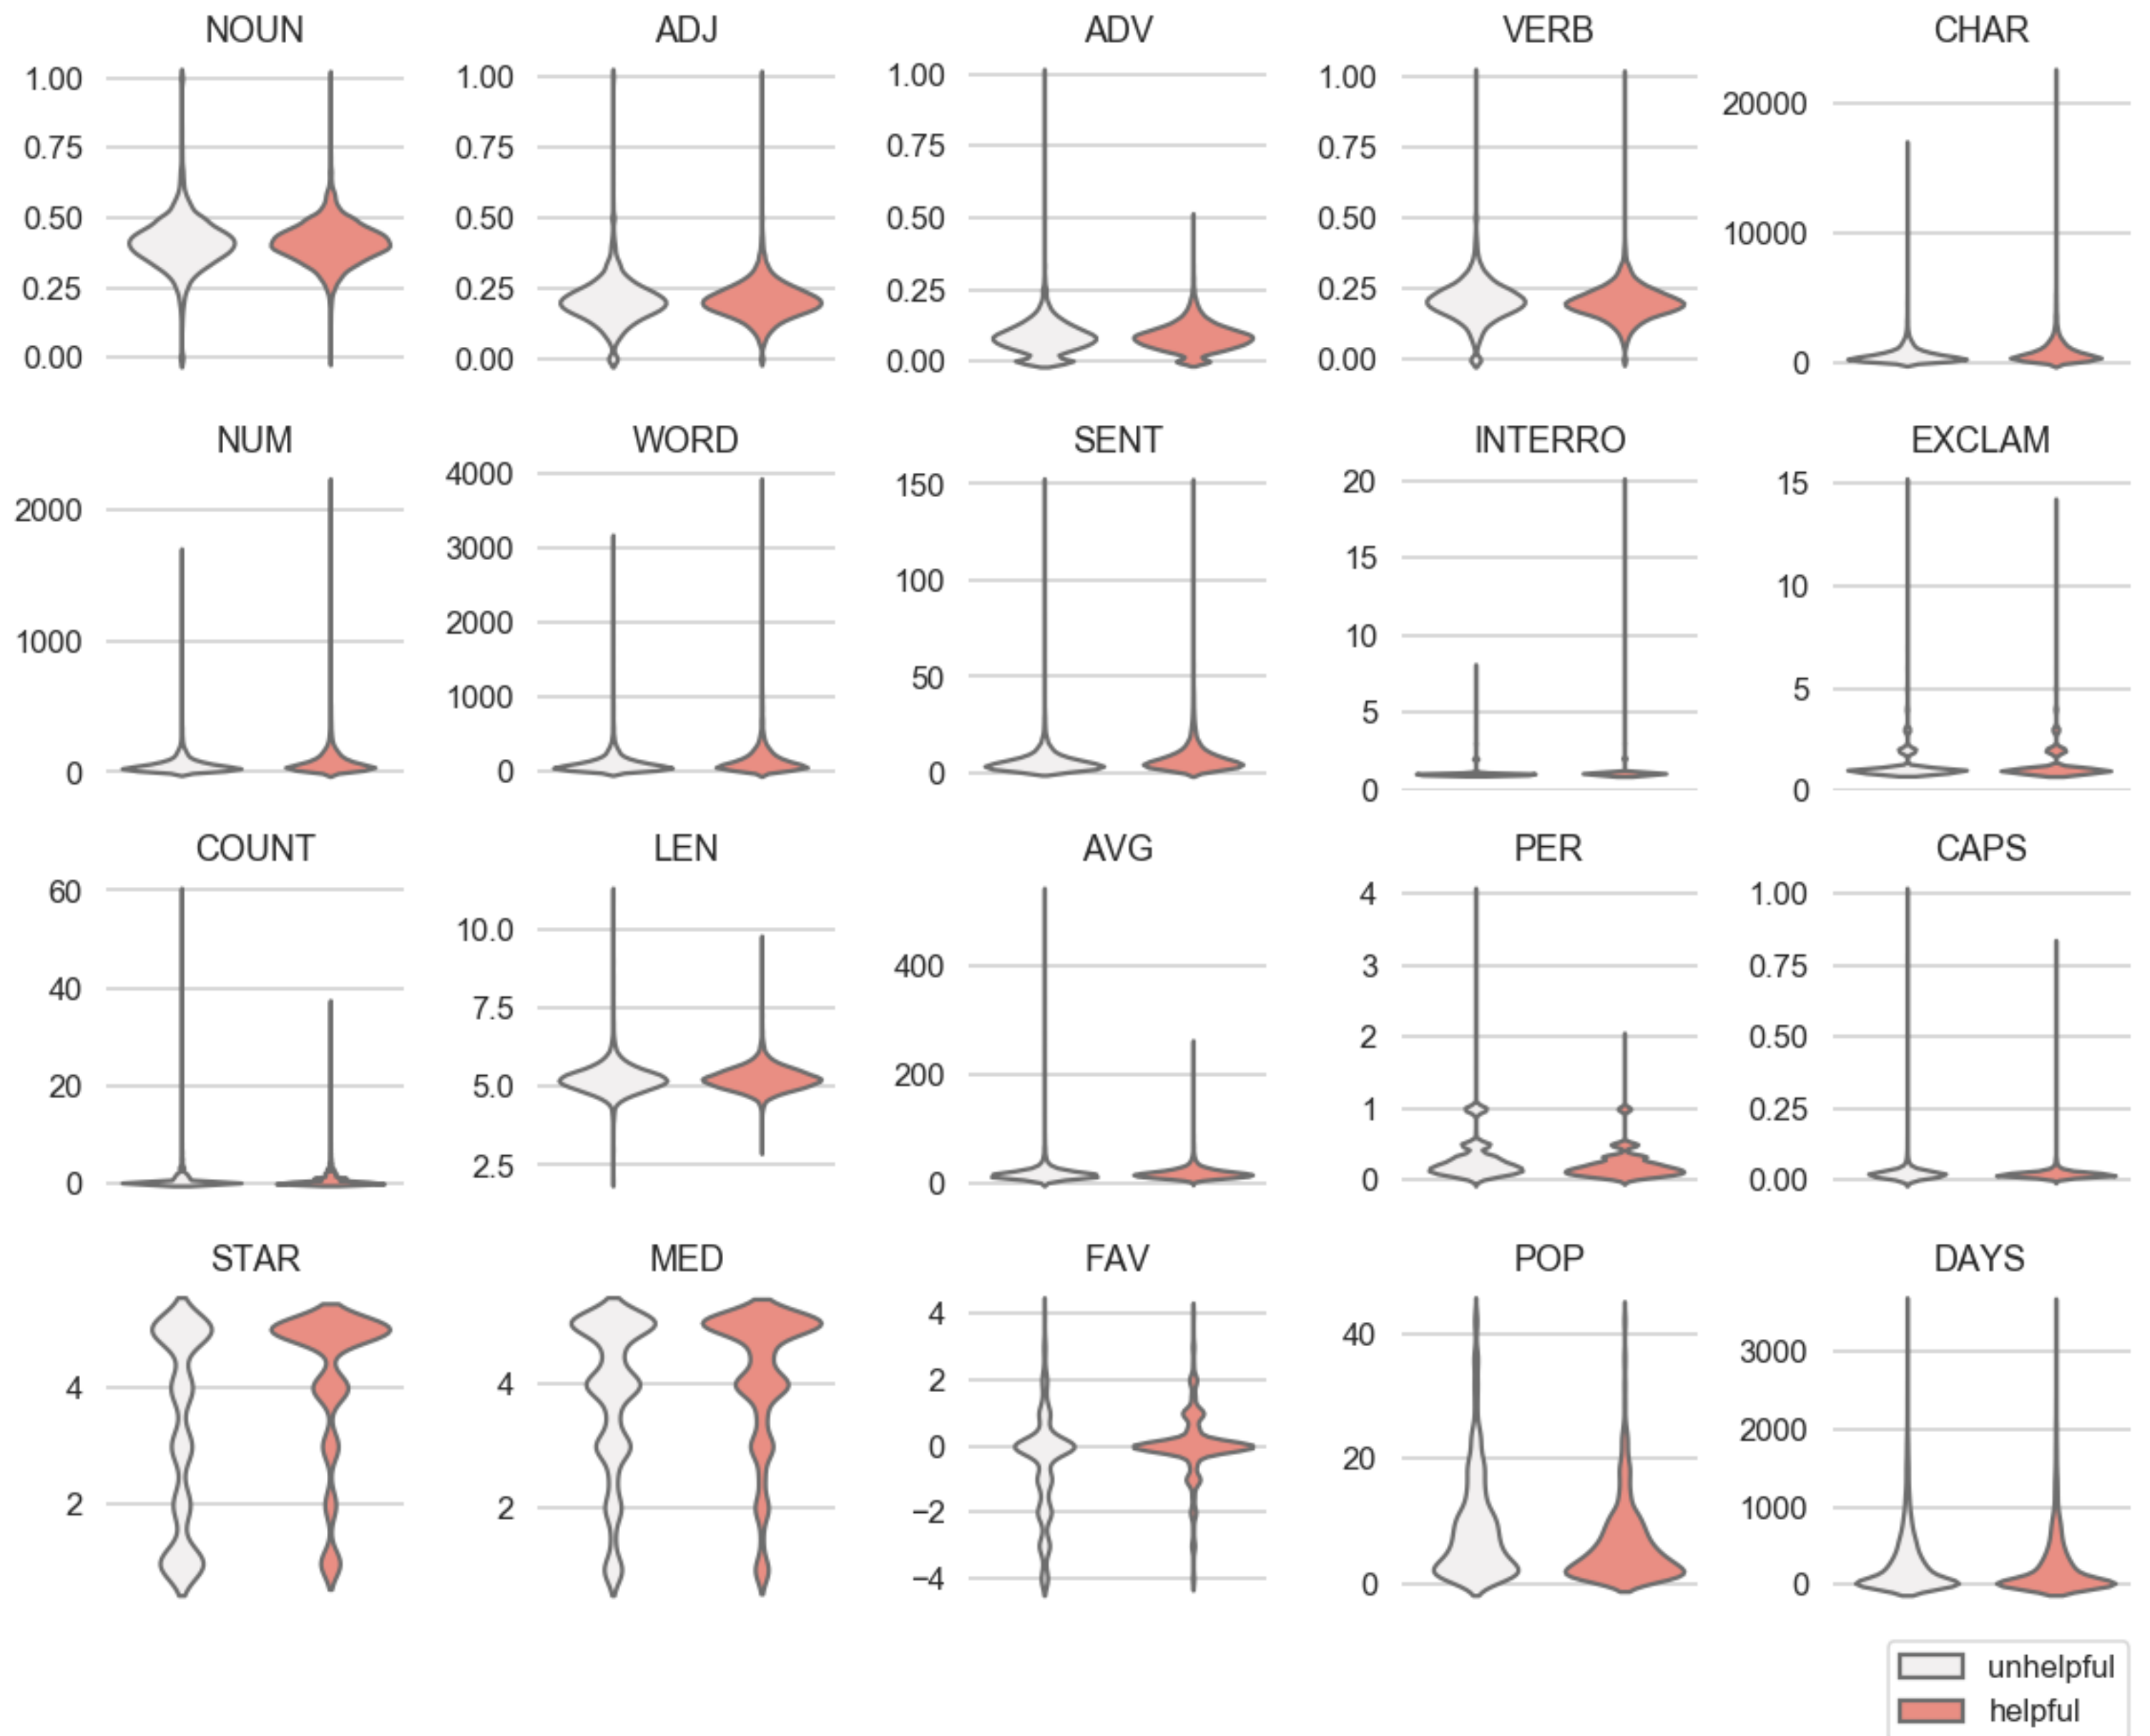 NOUN ADJ ADV VERB CHAR
1.00 1.00 1.00 1.00 20000
0.75 0.75 0.75 0.75
0.50 0.50 0.50 0.50 10000
0.25 0.25 0.25 0.25
0.00 0.00 0.00 0.00 0
NUM WORD SENT INTERRO EXCLAM
2000 4000 150 20 15
3000 15
1000 2000 100 10 10
1000 50 5 5
0 0 0 0 0
COUNT LEN AVG PER CAPS
60 10.0 400 4 1.00
40 7.5 3 0.75
20 5.0 200 2 0.50
2.5 1 0.25
0 0 0 0.00
STAR MED FAV POP DAYS
4 4 4 40 3000
2 2000
2 2 0 20 1000
−2
−4 0 0
unhelpful
helpful